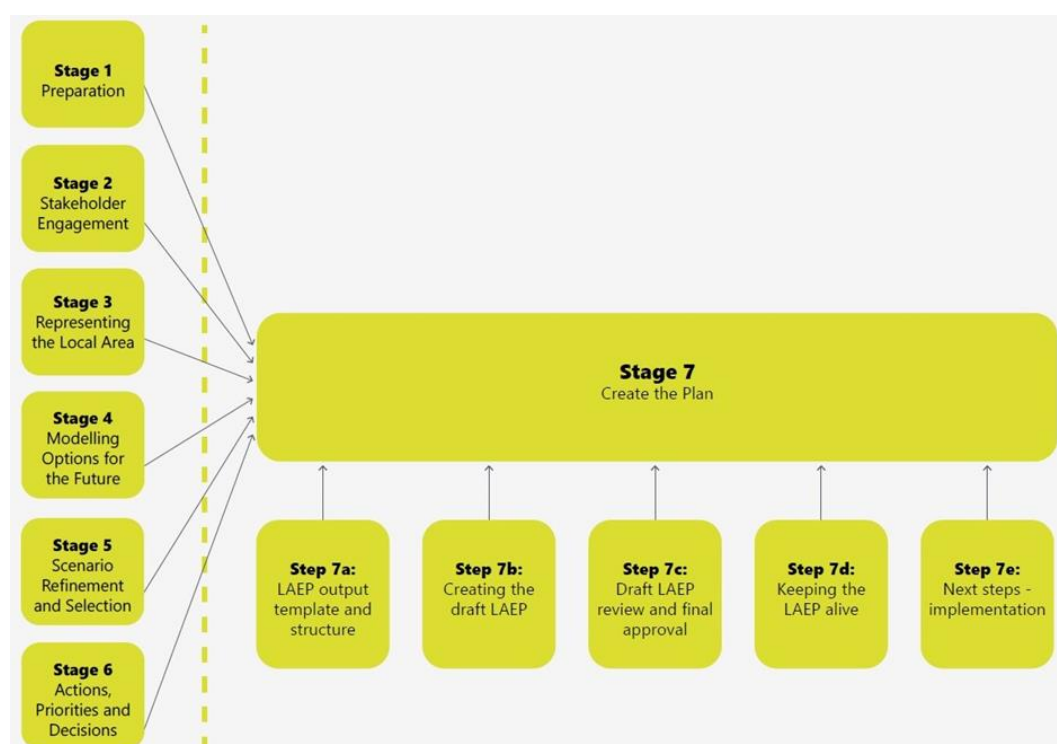 Stage 1
Preparation
Stage 2
Stakeholder
Engagement
Stage 3
Representing
the Local Area
Stage 4
Modelling
Options for
the Future
Stage 5
Scenario
Refinement
and Selection
Stage 6
Actions,
Priorities and
Decisions
Stage 7
Create the Plan
Step 7a:
LAEP output
template and
structure
Step 7b:
Creating the
draft LAEP
Step 7c:
Draft LAEP
review and final
approval
Step 7d:
Keeping the
LAEP alive
Step 7e:
Next steps -
implementation